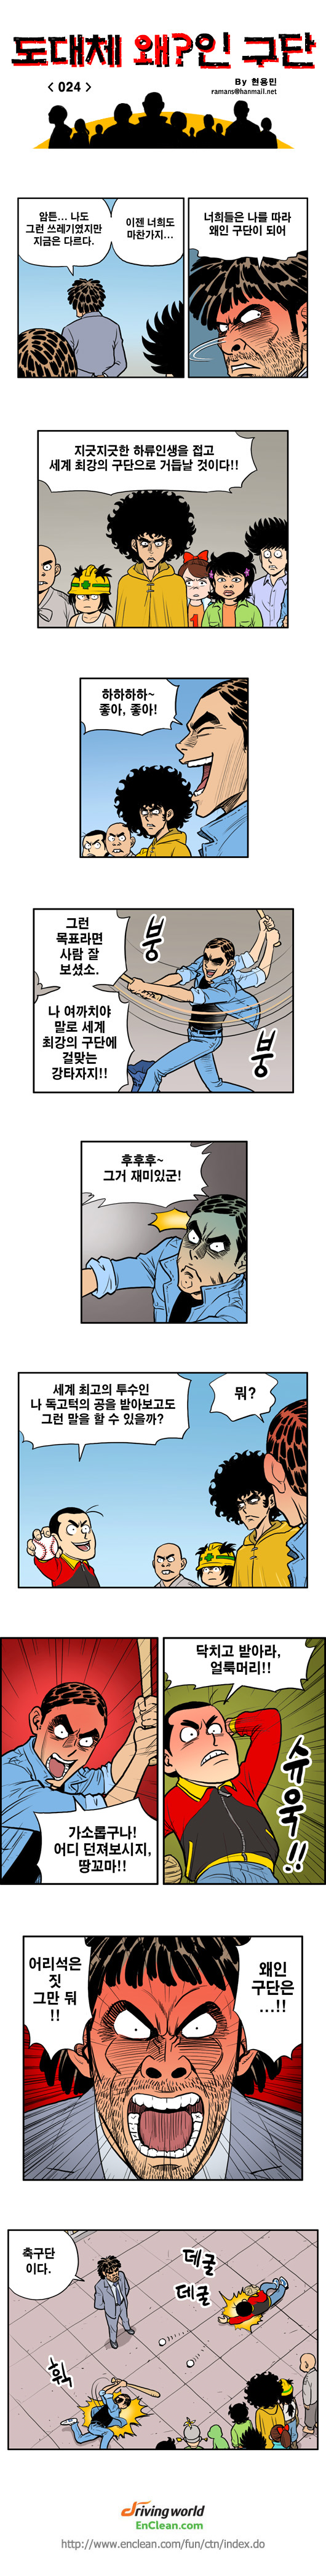 도대체 왜?인 구단
< 024 >
By 현용민
ramans@hanmail.net
암튼... 나도
그런 쓰레기였지만
지금은 다르다.
이젠 너희도
마찬가지...
너희들은 나를 따라
왜인 구단이 되어
지긋지긋한 하류인생을 접고
세계 최강의 구단으로 거듭날 것이다!!
하하하하~
좋아, 좋아!
그런
목표라면
사람 잘
보셨소.
나 여까치야
말로 세계
최강의 구단에
걸맞는
강타자지!!
붕
붕
후후후~
그거 재미있군!
세계 최고의 투수인
나 독고턱의 공을 받아보고도
그런 말을 할 수 있을까?
뭐?
가소롭구나!
어디 던져보시지,
땅꼬마!!
닥치고 받아라,
얼룩머리!!
슈욱!!
어리석은
짓
그만 둬
!!
왜인
구단은
...!!
축구단
이다.
데굴
데굴
휙
driving world
EnClean.com
http://www.enclean.com/fun/ctn/index.do